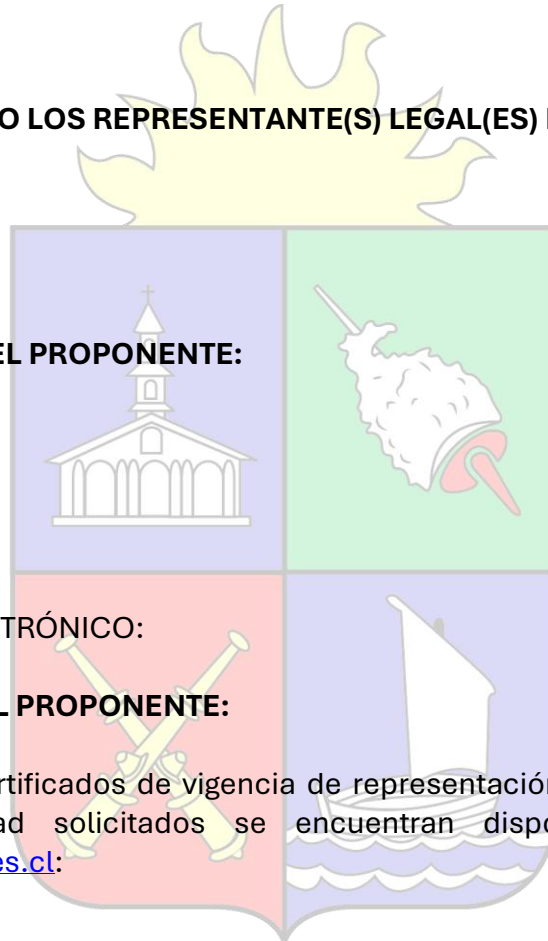 O LOS REPRESENTANTE(S) LEGAL(ES)
EL PROPONENTE:
TRÓNICO:
L PROPONENTE:
rtificados de vigencia de representación
ad solicitados se encuentran dispo
es.cl: